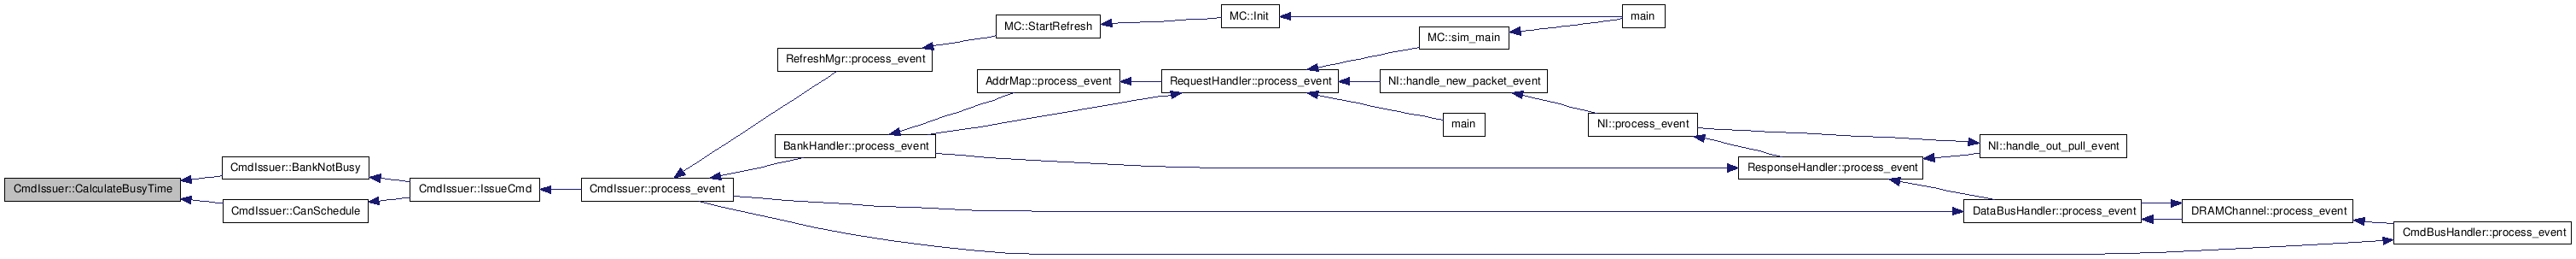 MC::Init
main
MC::StartRefresh
MC::sim_main
RefreshMgr::process_event
AddrMap::process_event
RequestHandler::process_event
NI::handle_new_packet_event
main
NI::process_event
BankHandler::process_event
NI::handle_out_pull_event
CmdIssuer::BankNotBusy
ResponseHandler::process_event
CmdIssuer::CalculateBusyTime
CmdIssuer::IssueCmd
CmdIssuer::process_event
CmdIssuer::CanSchedule
DataBusHandler::process_event
DRAMChannel::process_event
CmdBusHandler::process_event